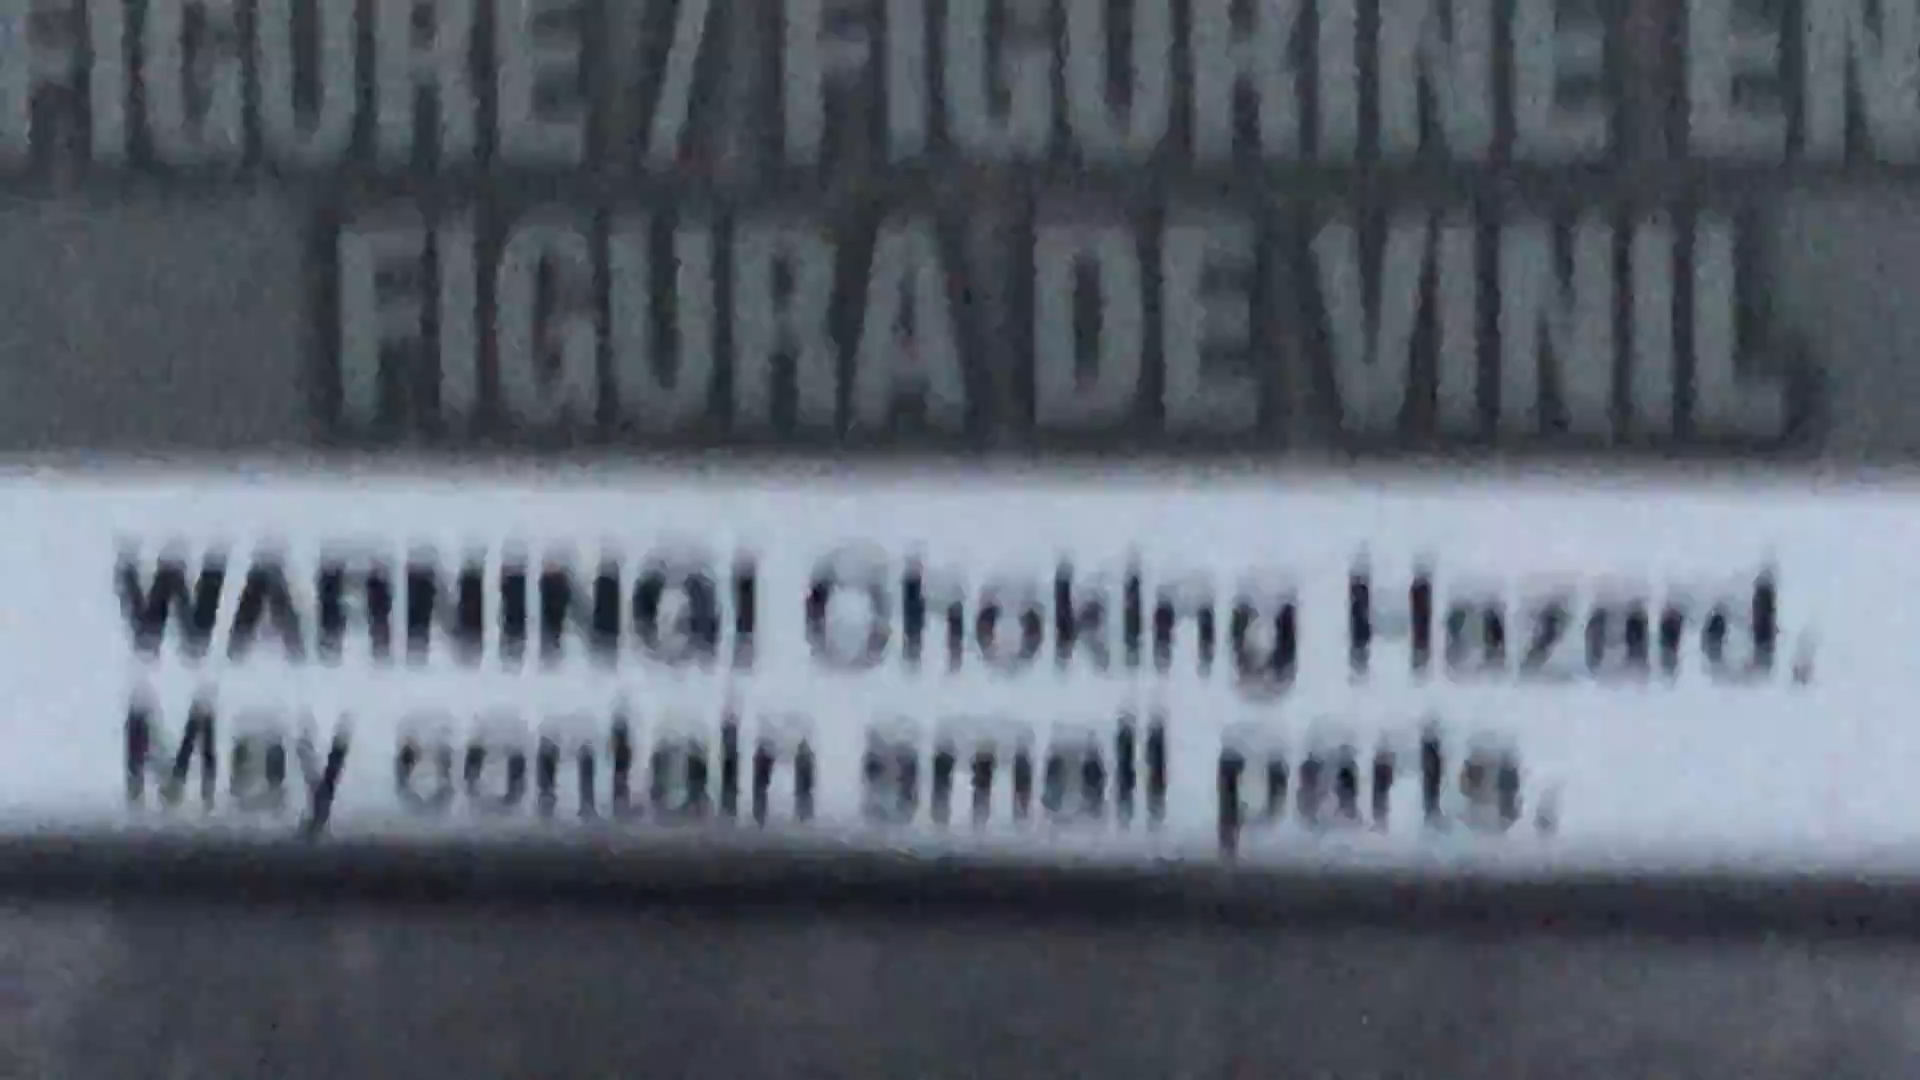 FIGURE / FIGURINE EN
FIGURA DE VINIL
WARNING! Choking Hazard.
May contain small parts.